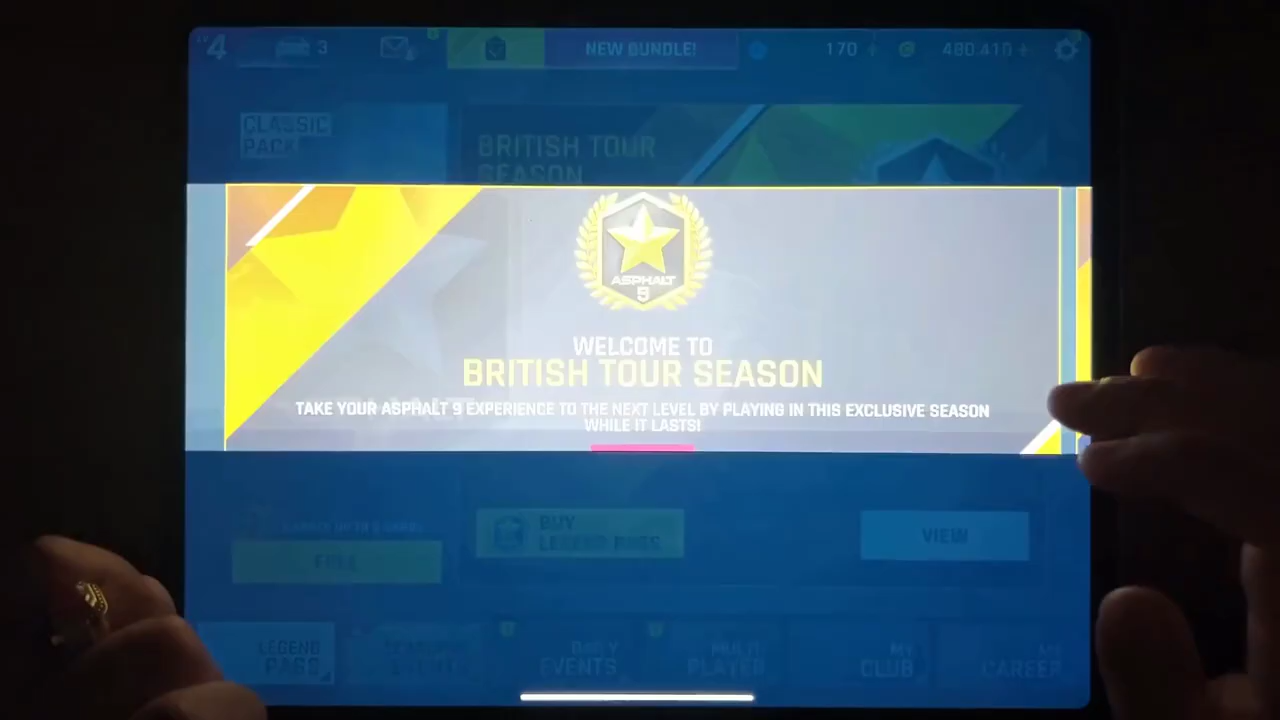 LV 4
3
NEW BUNDLE!
170
480,410
CLASSIC
PACK
BRITISH TOUR
SEASON
ASPHALT
9
WELCOME TO
BRITISH TOUR SEASON
TAKE YOUR ASPHALT 9 EXPERIENCE TO THE NEXT LEVEL BY PLAYING IN THIS EXCLUSIVE SEASON
WHILE IT LASTS!
BUY
LEGEND PASS
VIEW
FREE
LEGEND
PASS
DAILY
EVENTS
MULTI
PLAYER
MY
CLUB
CAREER